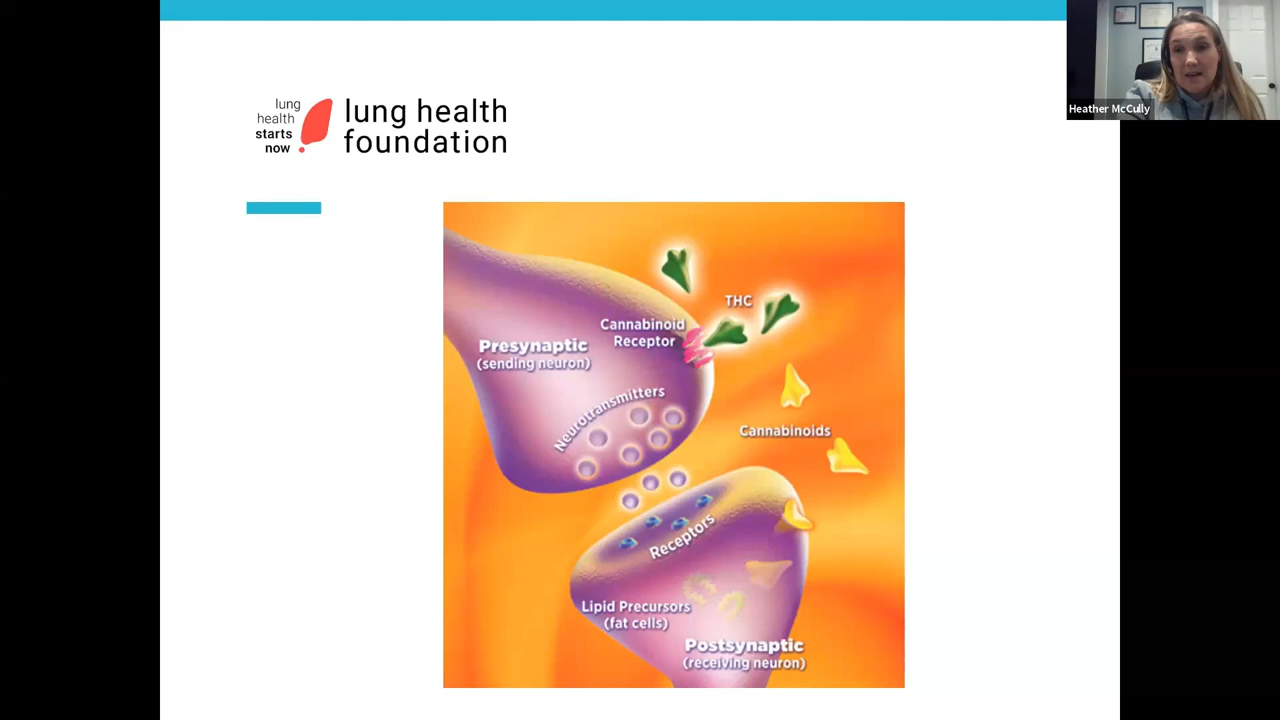 lung
health
starts
now
lung health
foundation
Heather McCully
THC
Cannabinoid
Receptor
Presynaptic
(sending neuron)
Neurotransmitters
Cannabinoids
Receptors
Lipid Precursors
(fat cells)
Postsynaptic
(receiving neuron)